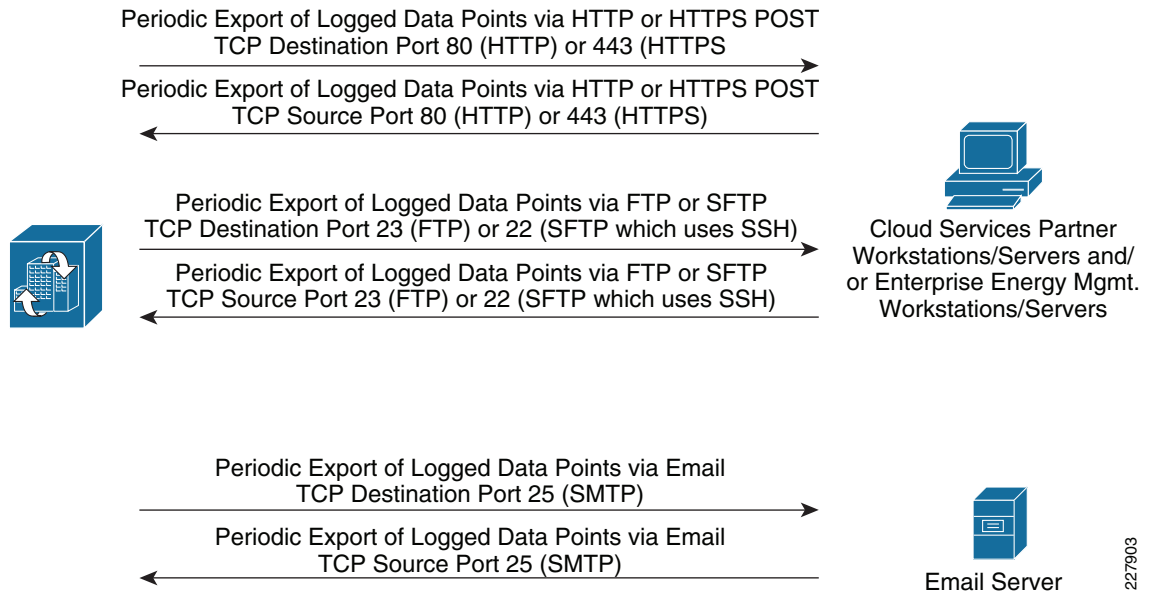 Periodic Export of Logged Data Points via HTTP or HTTPS POST
TCP Destination Port 80 (HTTP) or 443 (HTTPS
Periodic Export of Logged Data Points via HTTP or HTTPS POST
TCP Source Port 80 (HTTP) or 443 (HTTPS)
Periodic Export of Logged Data Points via FTP or SFTP
TCP Destination Port 23 (FTP) or 22 (SFTP which uses SSH)
Periodic Export of Logged Data Points via FTP or SFTP
TCP Source Port 23 (FTP) or 22 (SFTP which uses SSH)
Cloud Services Partner
Workstations/Servers and/
or Enterprise Energy Mgmt.
Workstations/Servers
Periodic Export of Logged Data Points via Email
TCP Destination Port 25 (SMTP)
Periodic Export of Logged Data Points via Email
TCP Source Port 25 (SMTP)
Email Server
227903